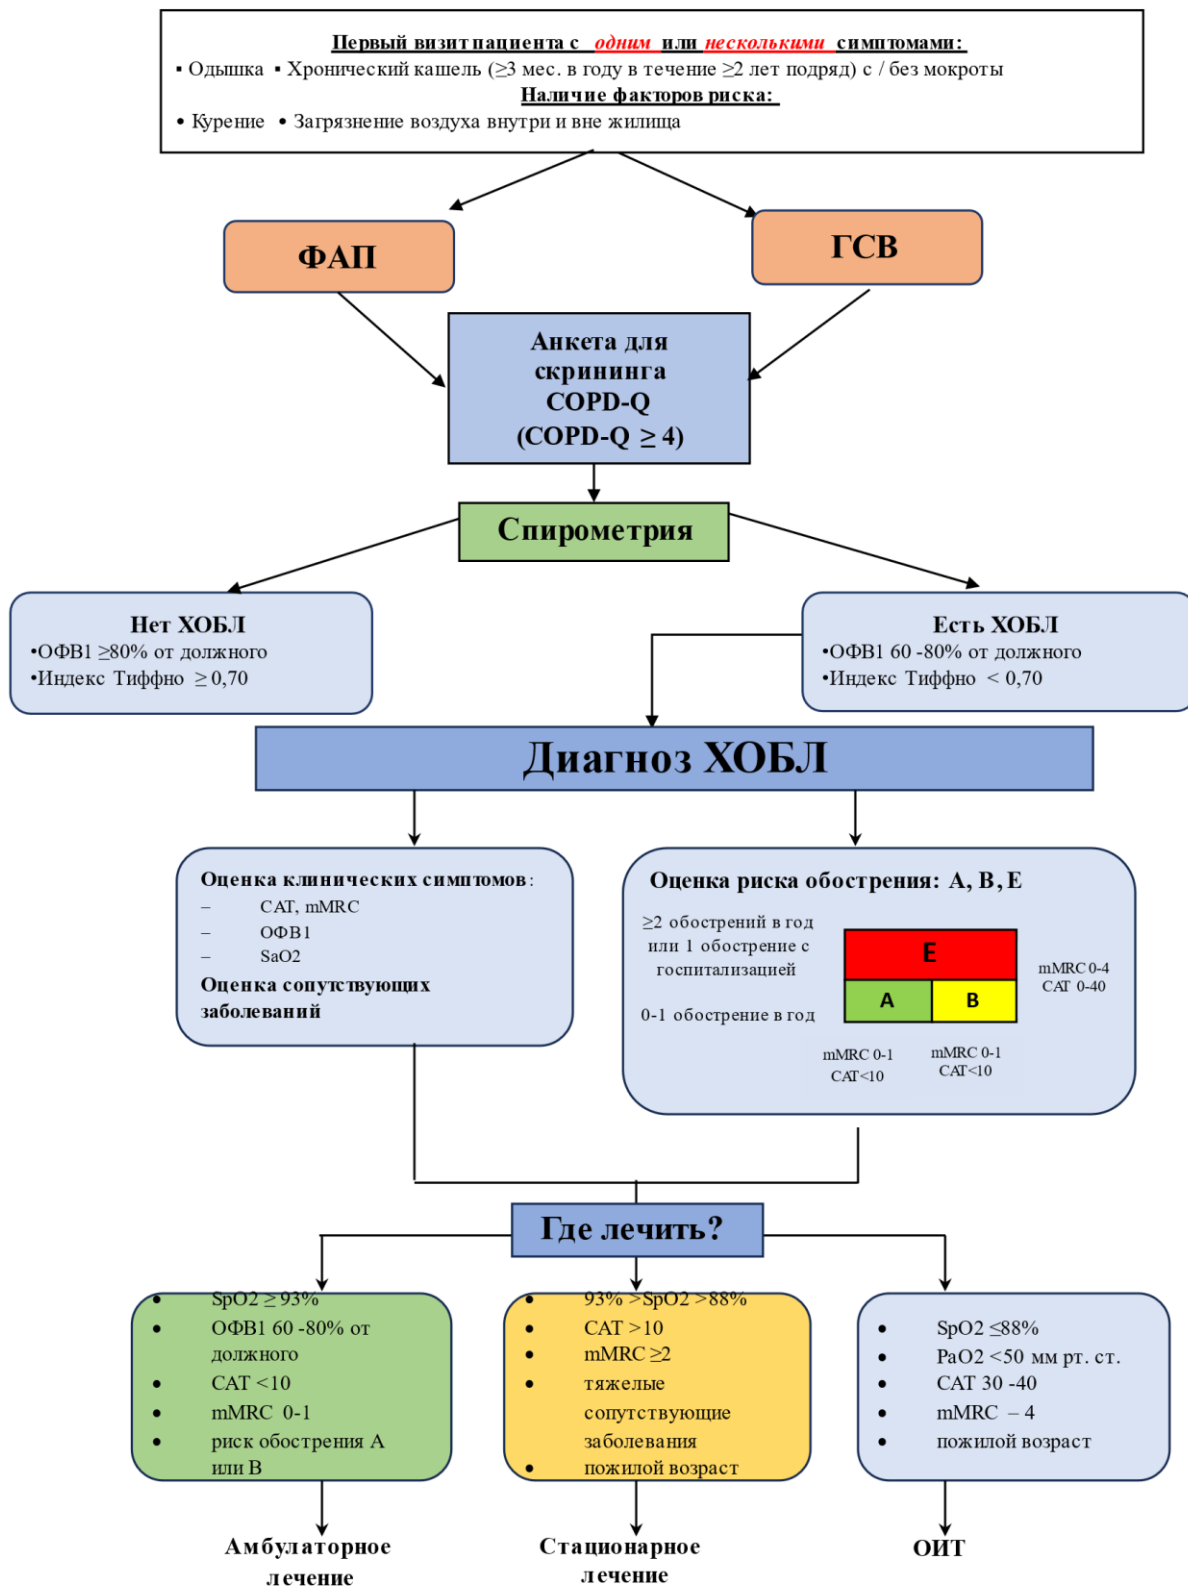 Первый визит пациента с одним или несколькими симптомами:
▪ Одышка ▪ Хронический кашель (≥3 мес. в году в течение ≥2 лет подряд) с / без мокроты
Наличие факторов риска:
• Курение • Загрязнение воздуха внутри и вне жилища
ФАП
ГСВ
Анкета для
скрининга
COPD-Q
(COPD-Q ≥ 4)
Спирометрия
Нет ХОБЛ
•ОФВ1 ≥80% от должного
•Индекс Тиффно ≥ 0,70
Есть ХОБЛ
•ОФВ1 60 -80% от должного
•Индекс Тиффно < 0,70
Диагноз ХОБЛ
Оценка клинических симптомов:
– CAT, mMRC
– ОФВ1
– SaO2
Оценка сопутствующих
заболеваний
Оценка риска обострения: А, В, Е
≥2 обострений в год
или 1 обострение с
госпитализацией
0-1 обострение в год
E
A
B
mMRC 0-4
CAT 0-40
mMRC 0-1
CAT<10
mMRC 0-1
CAT<10
Где лечить?
• SpO2 ≥ 93%
• ОФВ1 60 -80% от
должного
• CAT <10
• mMRC 0-1
• риск обострения А
или В
• 93% >SpO2 >88%
• CAT >10
• mMRC ≥2
• тяжелые
сопутствующие
заболевания
• пожилой возраст
• SpO2 ≤88%
• PaO2 <50 мм рт. ст.
• CAT 30 -40
• mMRC – 4
• пожилой возраст
Амбулаторное
лечение
Стационарное
лечение
ОИТ